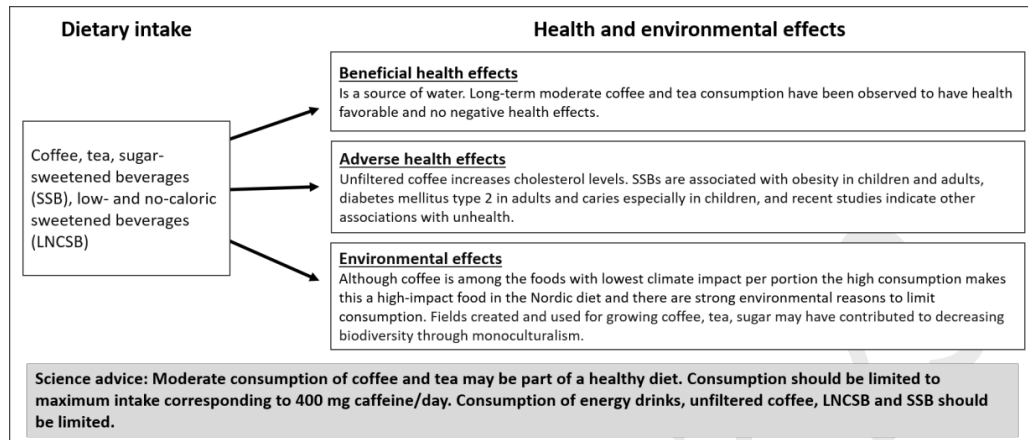 Dietary intake
Health and environmental effects
Coffee, tea, sugar-
sweetened beverages
(SSB), low- and no-caloric
sweetened beverages
(LNCSB)
Beneficial health effects
Is a source of water. Long-term moderate coffee and tea consumption have been observed to have health
favorable and no negative health effects.
Adverse health effects
Unfiltered coffee increases cholesterol levels. SSBs are associated with obesity in children and adults,
diabetes mellitus type 2 in adults and caries especially in children, and recent studies indicate other
associations with unhealth.
Environmental effects
Although coffee is among the foods with lowest climate impact per portion the high consumption makes
this a high-impact food in the Nordic diet and there are strong environmental reasons to limit
consumption. Fields created and used for growing coffee, tea, sugar may have contributed to decreasing
biodiversity through monoculturalism.
Science advice: Moderate consumption of coffee and tea may be part of a healthy diet. Consumption should be limited to
maximum intake corresponding to 400 mg caffeine/day. Consumption of energy drinks, unfiltered coffee, LNCSB and SSB should
be limited.